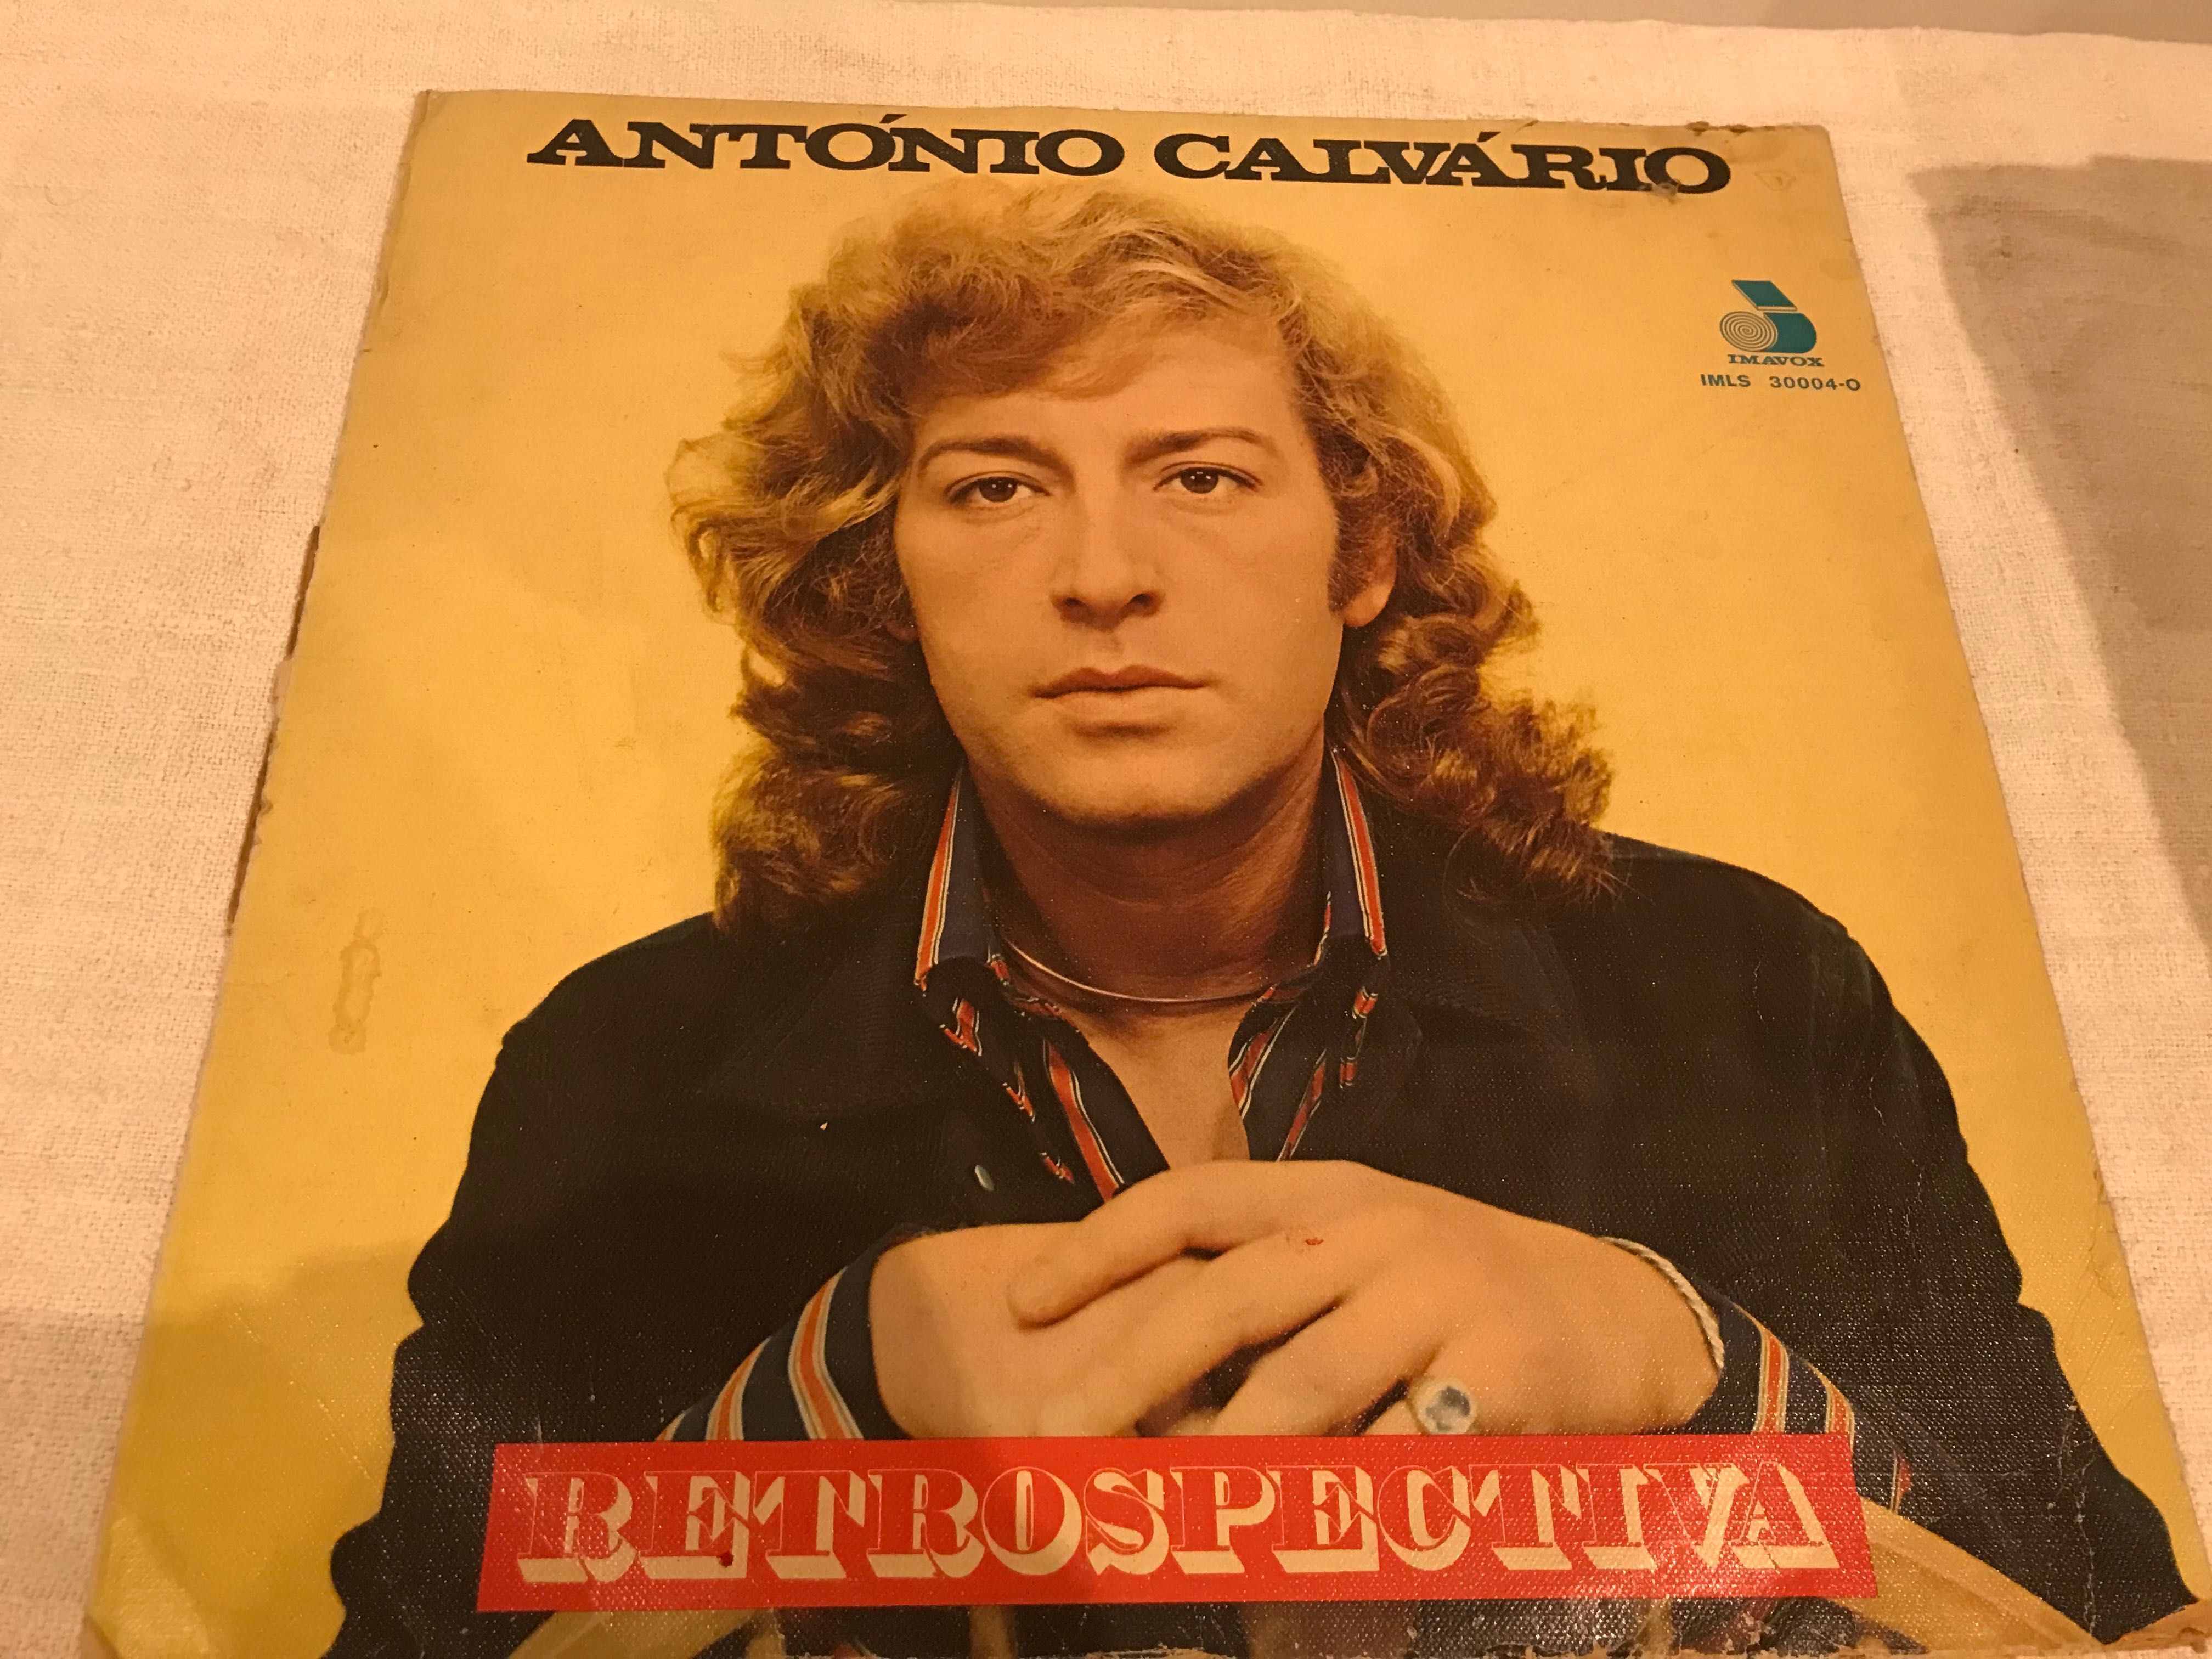 ANTÓNIO CALVÁRIO
IMAVOX
IMLS 30004-O
RETROSPECTIVA